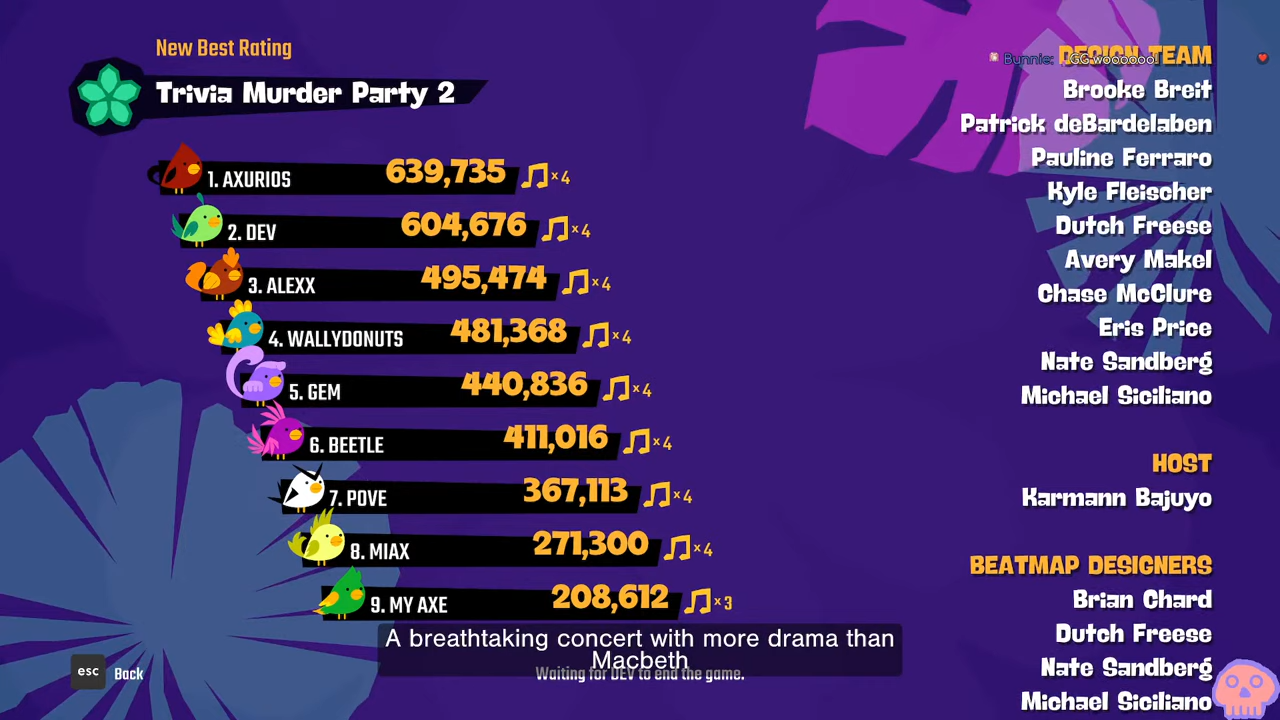 New Best Rating
Trivia Murder Party 2
1. AXURIOS 639,735 ×4
2. DEV 604,676 ×4
3. ALEXX 495,474 ×4
4. WALLYDONUTS 481,368 ×4
5. GEM 440,836 ×4
6. BEETLE 411,016 ×4
7. POVE 367,113 ×4
8. MIAX 271,300 ×4
9. MY AXE 208,612 ×3
A breathtaking concert with more drama than
Macbeth
Waiting for DEV to end the game.
esc Back
DESIGN TEAM
Bunnie: GG woooooo!
Brooke Breit
Patrick deBardelaben
Pauline Ferraro
Kyle Fleischer
Dutch Freese
Avery Makel
Chase McClure
Eris Price
Nate Sandberg
Michael Siciliano
HOST
Karmann Bajuyo
BEATMAP DESIGNERS
Brian Chard
Dutch Freese
Nate Sandberg
Michael Siciliano